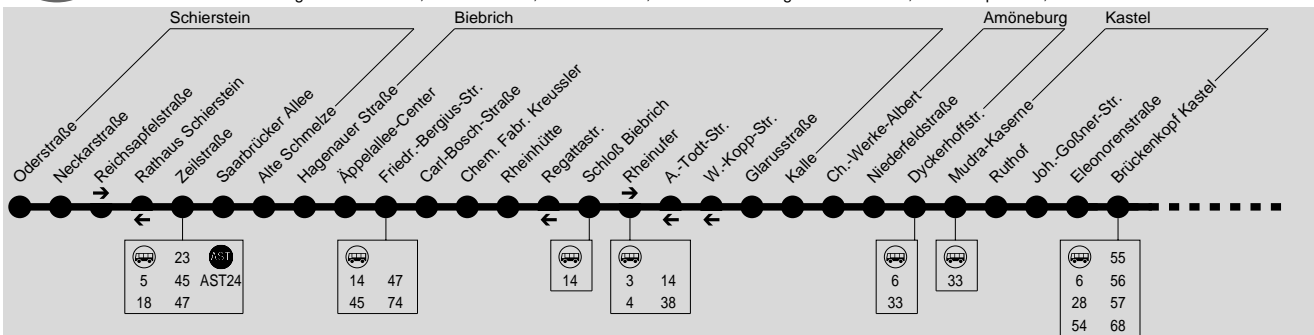 Schierstein
Biebrich
Amöneburg
Kastel
Oderstraße
Neckarstraße
Reichsapfelstraße
Rathaus Schierstein
Zeilstraße
Saarbrücker Allee
Alte Schmelze
Hagenauer Straße
Äppelallee-Center
Friedr.-Bergius-Str.
Carl-Bosch-Straße
Chem. Fabr. Kreussler
Rheinhütte
Regattastr.
Schloß Biebrich
Rheinufer
A.-Todt-Str.
W.-Kopp-Str.
Glarusstraße
Kalle
Ch.-Werke-Albert
Niederfeldstraße
Dyckerhoffstr.
Mudra-Kaserne
Ruthof
Joh.-Goßner-Str.
Eleonorenstraße
Brückenkopf Kastel
23 AST
5 45 AST24
18 47
14 47
45 74
14
3 14
4 38
6
33
33
55
6 56
28 57
54 68